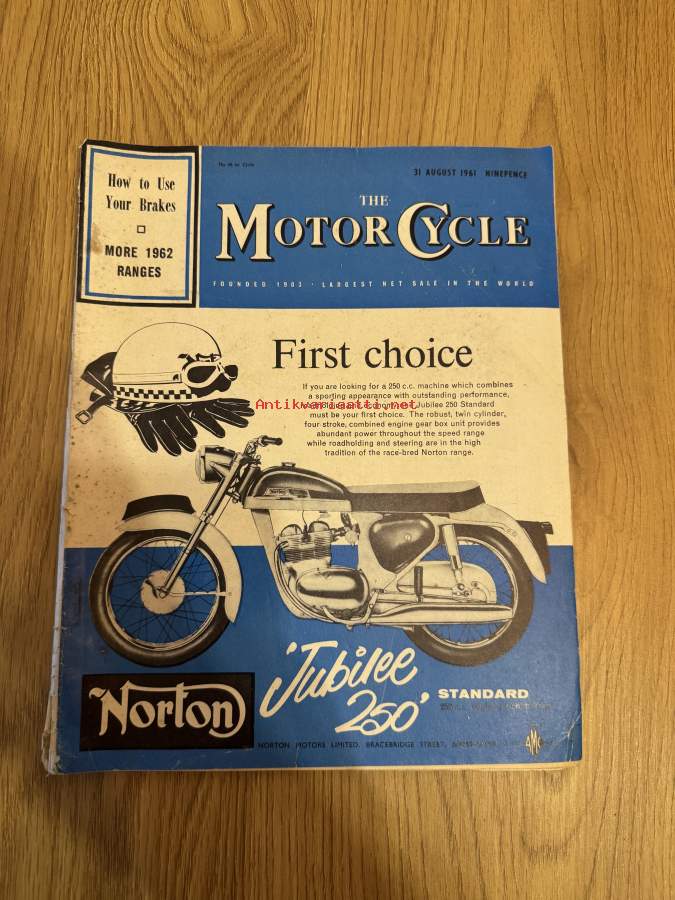 How to Use
Your Brakes
MORE 1962
RANGES
31 AUGUST 1961 NINEPENCE
THE
MOTOR CYCLE
FOUNDED 1903 · LARGEST NET SALE IN THE WORLD
First choice
If you are looking for a 250 c.c. machine which combines
a sporting appearance with outstanding performance,
Jubilee 250 Standard
Antikvariaatti.net
must be your first choice. The robust, twin cylinder,
four stroke, combined engine gear box unit provides
abundant power throughout the speed range
while roadholding and steering are in the high
tradition of the race-bred Norton range.
Norton
'Jubilee
250'
STANDARD
Norton
NORTON MOTORS LIMITED, BRACEBRIDGE STREET,
AMC